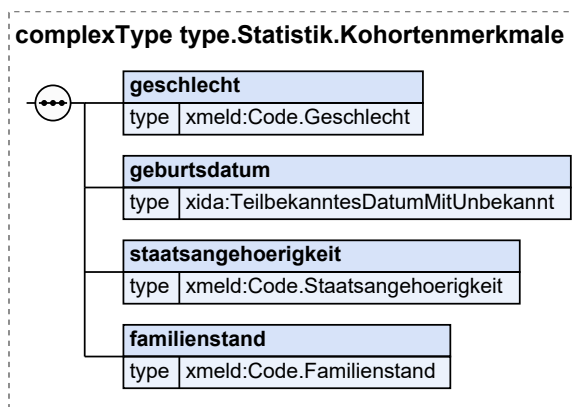 complexType type.Statistik.Kohortenmerkmale
geschlecht
type xmeld:Code.Geschlecht
geburtsdatum
type xida:TeilbekanntesDatumMitUnbekannt
staatsangehoerigkeit
type xmeld:Code.Staatsangehoerigkeit
familienstand
type xmeld:Code.Familienstand